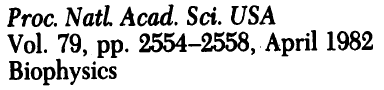 Proc. Natl. Acad. Sci. USA
Vol. 79, pp. 2554–2558, April 1982
Biophysics